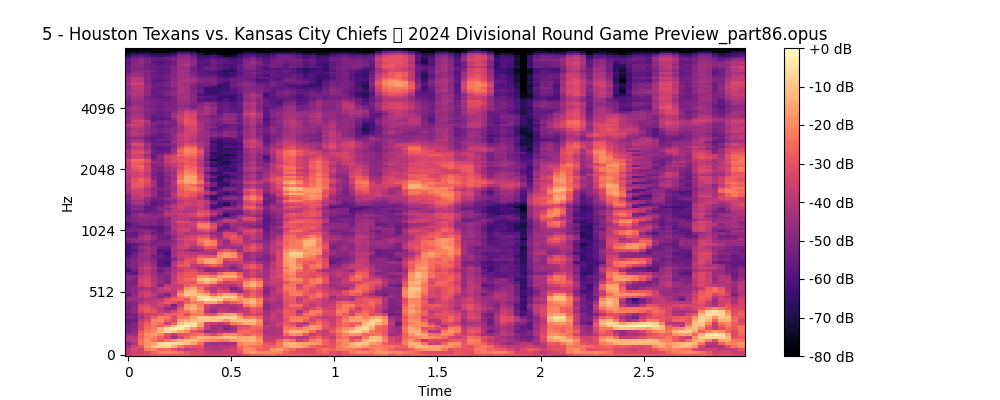 5 - Houston Texans vs. Kansas City Chiefs ▯ 2024 Divisional Round Game Preview_part86.opus
+0 dB
4096
-10 dB
-20 dB
2048
-30 dB
Hz
-40 dB
1024
-50 dB
512
-60 dB
-70 dB
0
-80 dB
0 0.5 1 1.5 2 2.5
Time